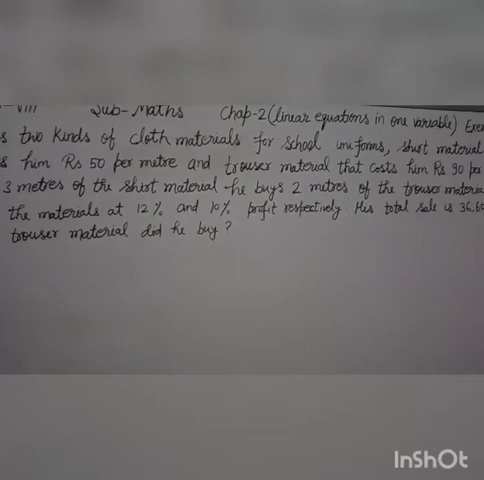 VIII Sub- Maths Chap-2 (linear equations in one variable) Exer
s two kinds of cloth materials for school uniforms, shirt material
s him Rs 50 per metre and trouser material that costs him Rs 90 per
3 metres of the shirt material he buys 2 metres of the trouser materia
the materials at 12% and 10% profit respectively. His total sale is 36,60
trouser material did he buy?
InShOt